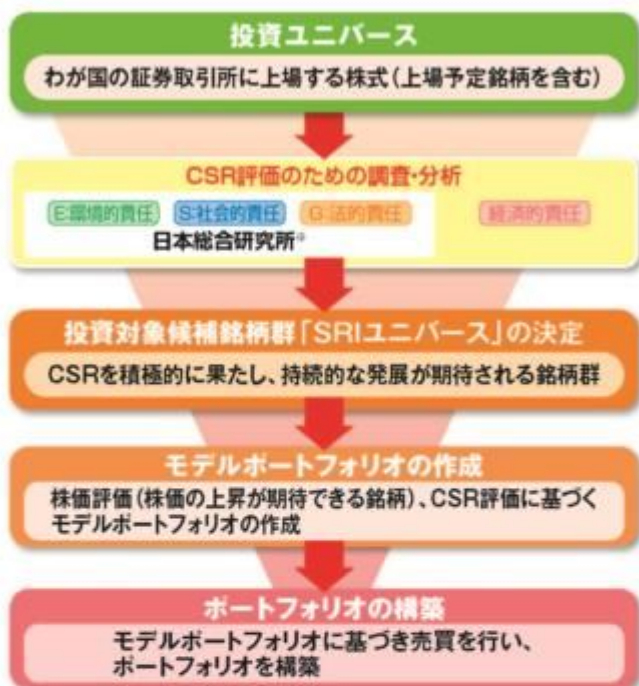 投資ユニバース
わが国の証券取引所に上場する株式(上場予定銘柄を含む)
CSR評価のための調査・分析
E:環境的責任 S:社会的責任 G:法的責任 経済的責任
日本総合研究所※
投資対象候補銘柄群「SRIユニバース」の決定
CSRを積極的に果たし、持続的な発展が期待される銘柄群
モデルポートフォリオの作成
株価評価(株価の上昇が期待できる銘柄)、CSR評価に基づく
モデルポートフォリオの作成
ポートフォリオの構築
モデルポートフォリオに基づき売買を行い、
ポートフォリオを構築